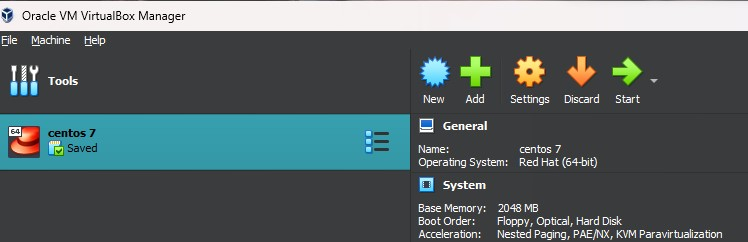 Oracle VM VirtualBox Manager
File Machine Help
Tools
New Add Settings Discard Start
64
centos 7
Saved
General
Name: centos 7
Operating System: Red Hat (64-bit)
System
Base Memory: 2048 MB
Boot Order: Floppy, Optical, Hard Disk
Acceleration: Nested Paging, PAE/NX, KVM Paravirtualization